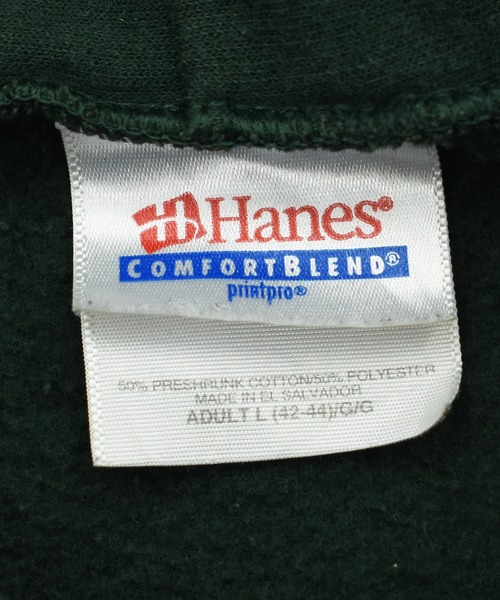 Hanes®
COMFORTBLEND®
printpro®
50% PRESHRUNK COTTON/50% POLYESTER
MADE IN EL SALVADOR
ADULT L (42-44)/G/G